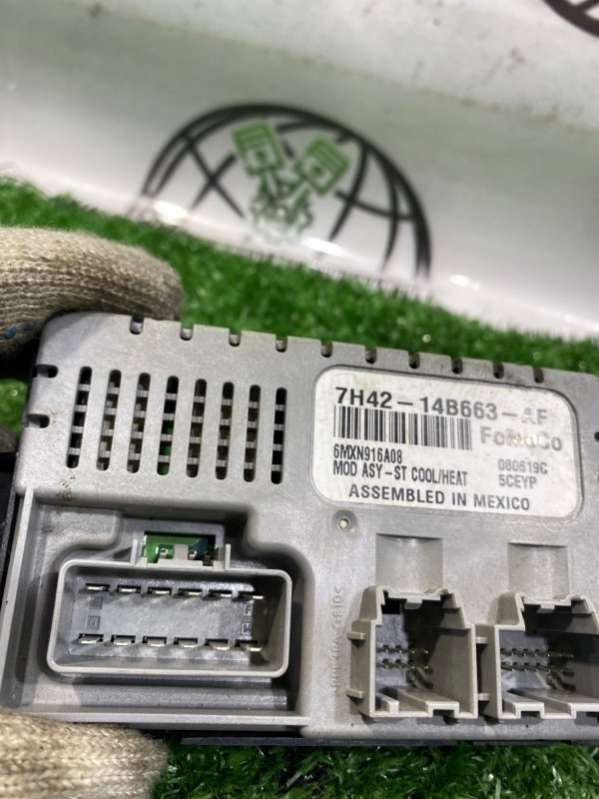 7H42-14B663-AF
FoMoCo
6MXN916A08
080619C
MOD ASY-ST COOL/HEAT
5CEYP
ASSEMBLED IN MEXICO